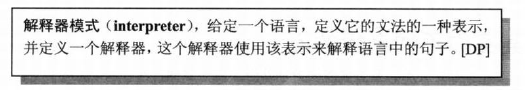 解释器模式（interpreter），给定一个语言，定义它的文法的一种表示，
并定义一个解释器，这个解释器使用该表示来解释语言中的句子。[DP]